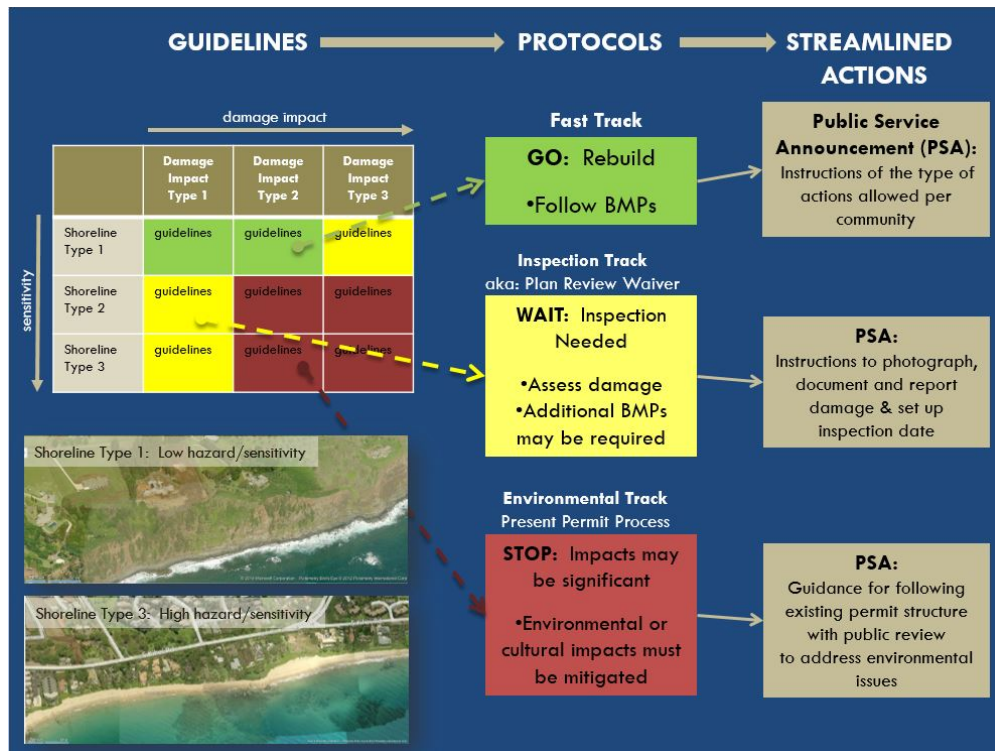 GUIDELINES
PROTOCOLS
STREAMLINED
ACTIONS
damage impact
sensitivity
Damage
Impact
Type 1
Damage
Impact
Type 2
Damage
Impact
Type 3
Shoreline
Type 1
guidelines
guidelines
guidelines
Shoreline
Type 2
guidelines
guidelines
guidelines
Shoreline
Type 3
guidelines
guidelines
guidelines
Shoreline Type 1: Low hazard/sensitivity
Shoreline Type 3: High hazard/sensitivity
Fast Track
GO: Rebuild
•Follow BMPs
Inspection Track
aka: Plan Review Waiver
WAIT: Inspection
Needed
•Assess damage
•Additional BMPs
may be required
Environmental Track
Present Permit Process
STOP: Impacts may
be significant
•Environmental or
cultural impacts must
be mitigated
Public Service
Announcement (PSA):
Instructions of the type of
actions allowed per
community
PSA:
Instructions to photograph,
document and report
damage & set up
inspection date
PSA:
Guidance for following
existing permit structure
with public review
to address environmental
issues